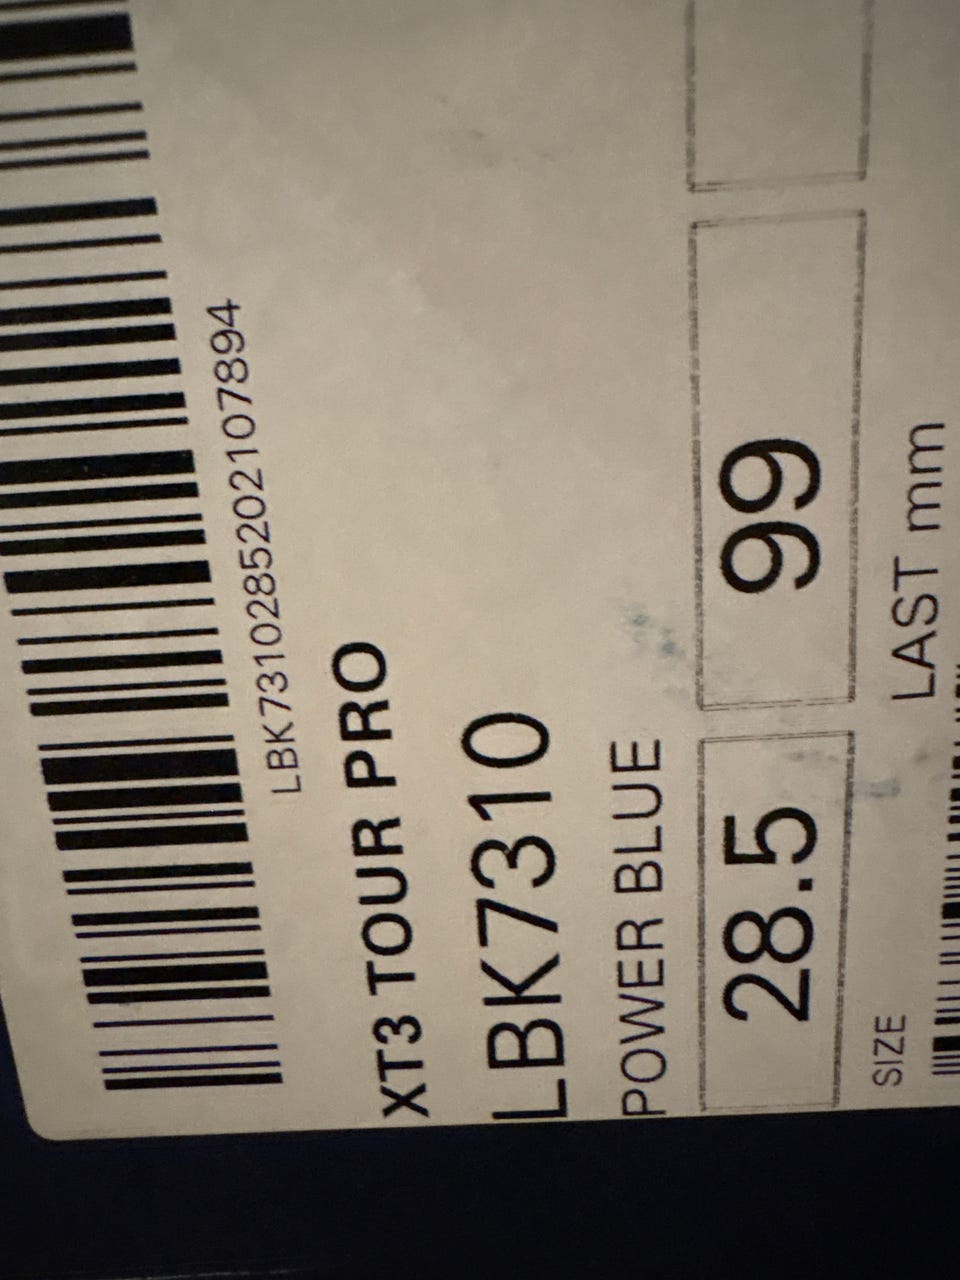 LBK7310285202107894
XT3 TOUR PRO
LBK7310
POWER BLUE
28.5 99
SIZE LAST mm